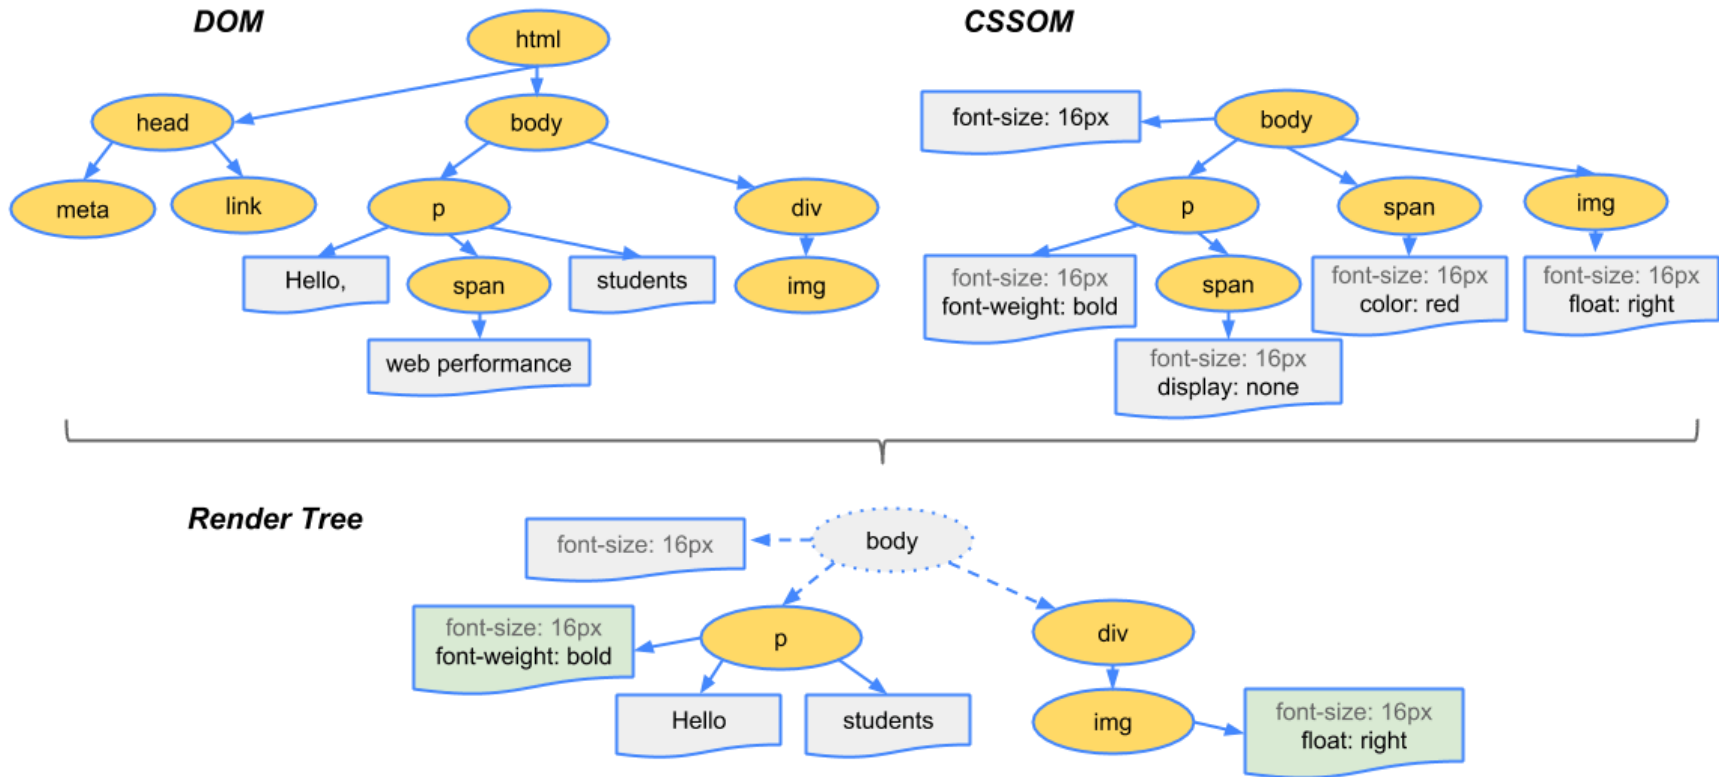 DOM
CSSOM
html
head
body
meta
link
p
div
Hello,
span
students
img
web performance
font-size: 16px
body
p
span
img
font-size: 16px
font-weight: bold
span
font-size: 16px
color: red
font-size: 16px
float: right
font-size: 16px
display: none
Render Tree
font-size: 16px
body
font-size: 16px
font-weight: bold
p
div
Hello
students
img
font-size: 16px
float: right